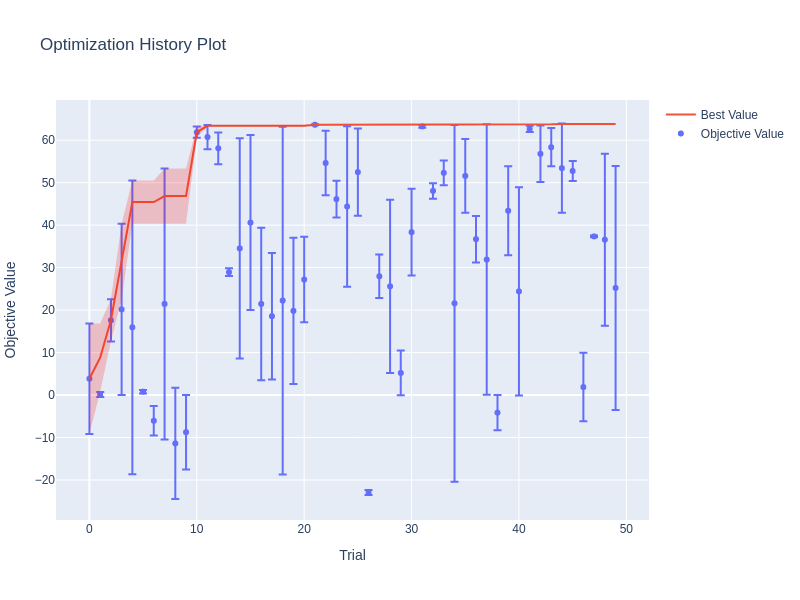 Optimization History Plot
Best Value
Objective Value
60
50
40
30
20
10
0
−10
−20
Objective Value
0 10 20 30 40 50
Trial